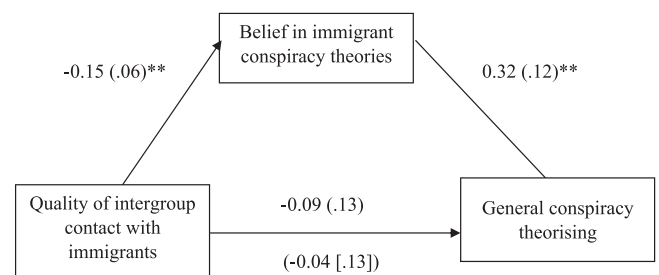 Belief in immigrant
conspiracy theories
-0.15 (.06)**
0.32 (.12)**
Quality of intergroup
contact with
immigrants
-0.09 (.13)
(-0.04 [.13])
General conspiracy
theorising